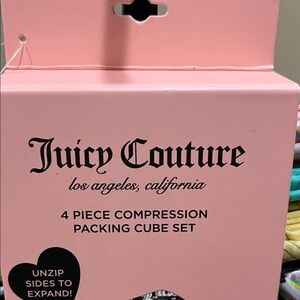 Juicy Couture
los angeles, california
4 PIECE COMPRESSION
PACKING CUBE SET
UNZIP
SIDES TO
EXPAND!